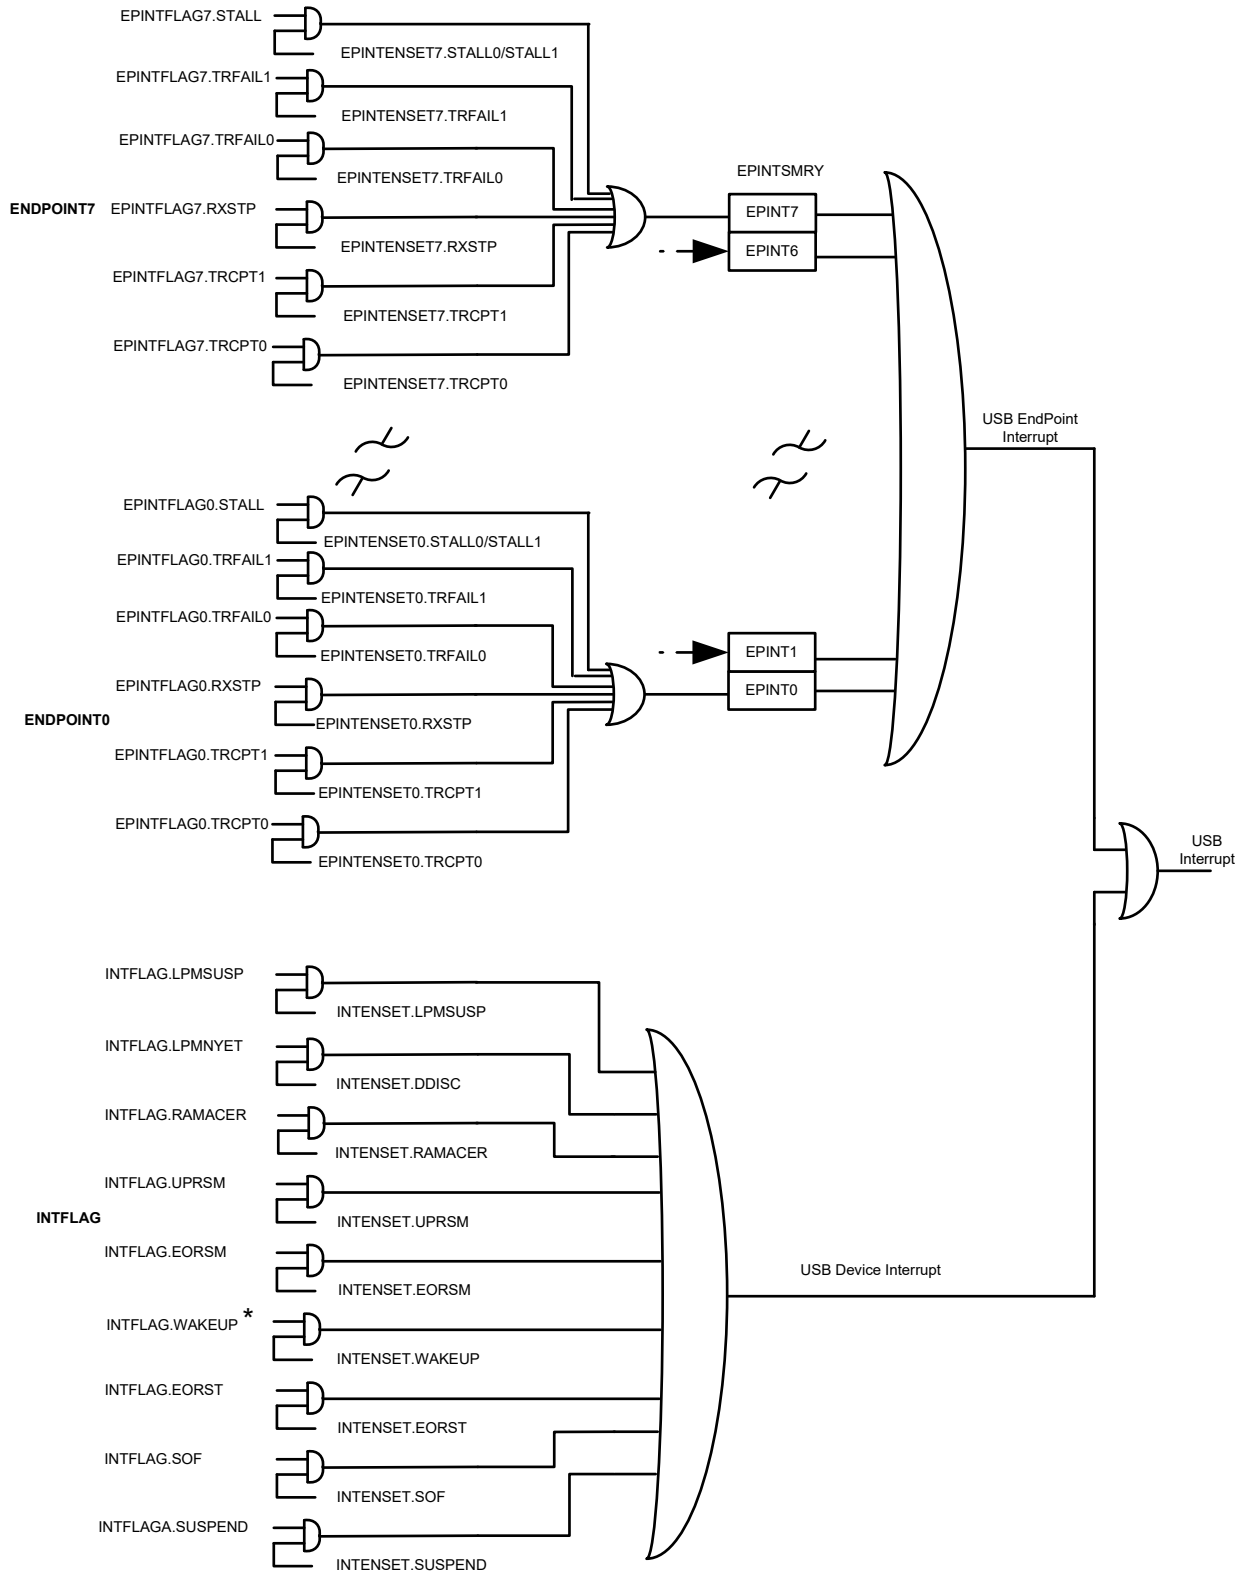 EPINTFLAG7.STALL
EPINTENSET7.STALL0/STALL1
EPINTFLAG7.TRFAIL1
EPINTENSET7.TRFAIL1
EPINTFLAG7.TRFAIL0
EPINTENSET7.TRFAIL0
ENDPOINT7
EPINTFLAG7.RXSTP
EPINTENSET7.RXSTP
EPINTFLAG7.TRCPT1
EPINTENSET7.TRCPT1
EPINTFLAG7.TRCPT0
EPINTENSET7.TRCPT0
EPINTSMRY
EPINT7
EPINT6
USB EndPoint
Interrupt
EPINTFLAG0.STALL
EPINTENSET0.STALL0/STALL1
EPINTFLAG0.TRFAIL1
EPINTENSET0.TRFAIL1
EPINTFLAG0.TRFAIL0
EPINTENSET0.TRFAIL0
EPINTFLAG0.RXSTP
ENDPOINT0
EPINTENSET0.RXSTP
EPINTFLAG0.TRCPT1
EPINTENSET0.TRCPT1
EPINTFLAG0.TRCPT0
EPINTENSET0.TRCPT0
EPINT1
EPINT0
USB
Interrupt
INTFLAG.LPMSUSP
INTENSET.LPMSUSP
INTFLAG.LPMNYET
INTENSET.DDISC
INTFLAG.RAMACER
INTENSET.RAMACER
INTFLAG.UPRSM
INTFLAG
INTENSET.UPRSM
INTFLAG.EORSM
INTENSET.EORSM
INTFLAG.WAKEUP *
INTENSET.WAKEUP
INTFLAG.EORST
INTENSET.EORST
INTFLAG.SOF
INTENSET.SOF
INTFLAGA.SUSPEND
INTENSET.SUSPEND
USB Device Interrupt